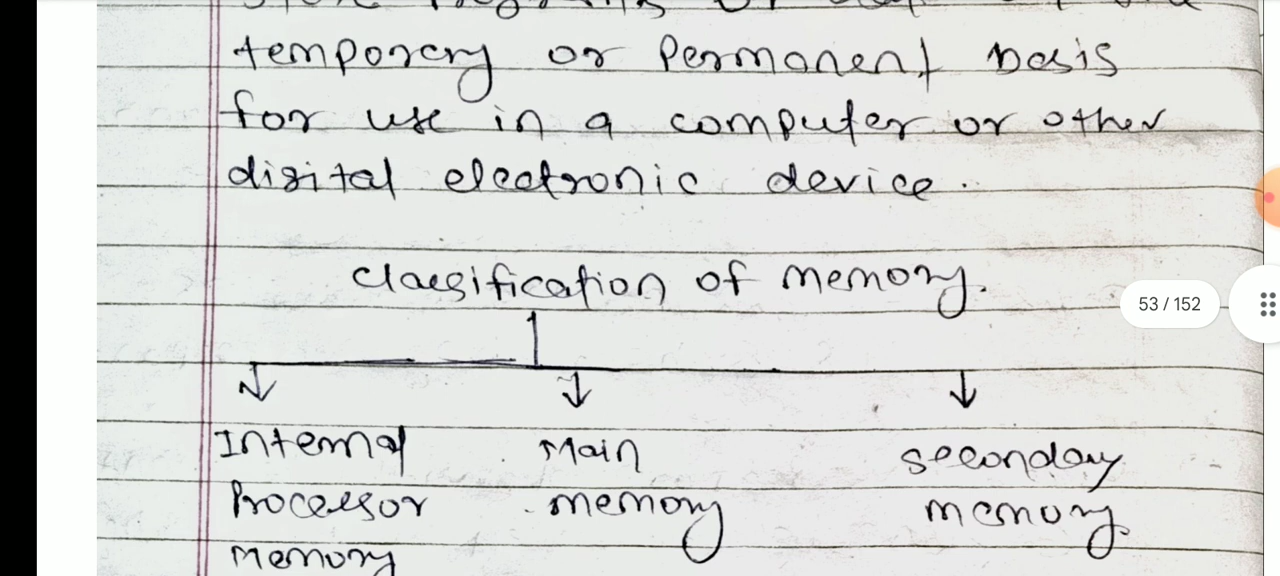 temporary or Permanent basis
for use in a computer or other
digital electronic device.
classification of memory.
Internal Main secondary
Processor memory memory.
Memory
53 / 152